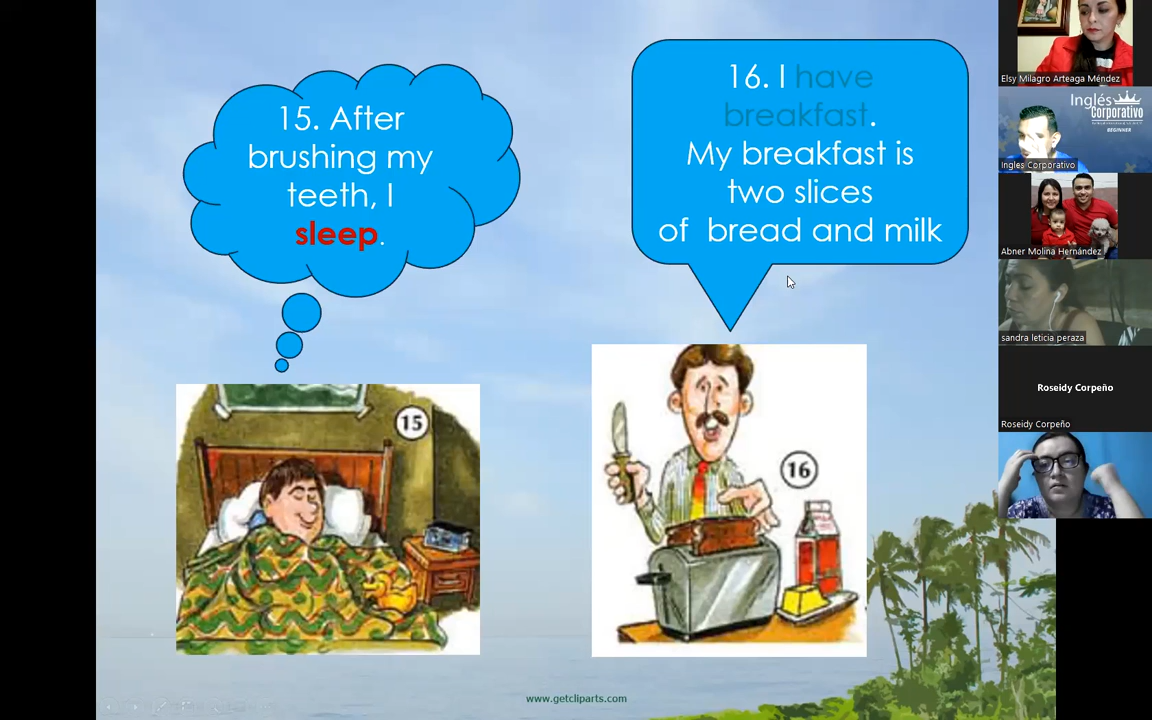 15. After
brushing my
teeth, I
sleep.
16. I have
breakfast.
My breakfast is
two slices
of  bread and milk
15
16
www.getcliparts.com
Elsy Milagro Arteaga Méndez
Inglés
Corporativo
BEGINNER
Ingles Corporativo
Abner Molina Hernández
sandra leticia peraza
Roseidy Corpeño
Roseidy Corpeño